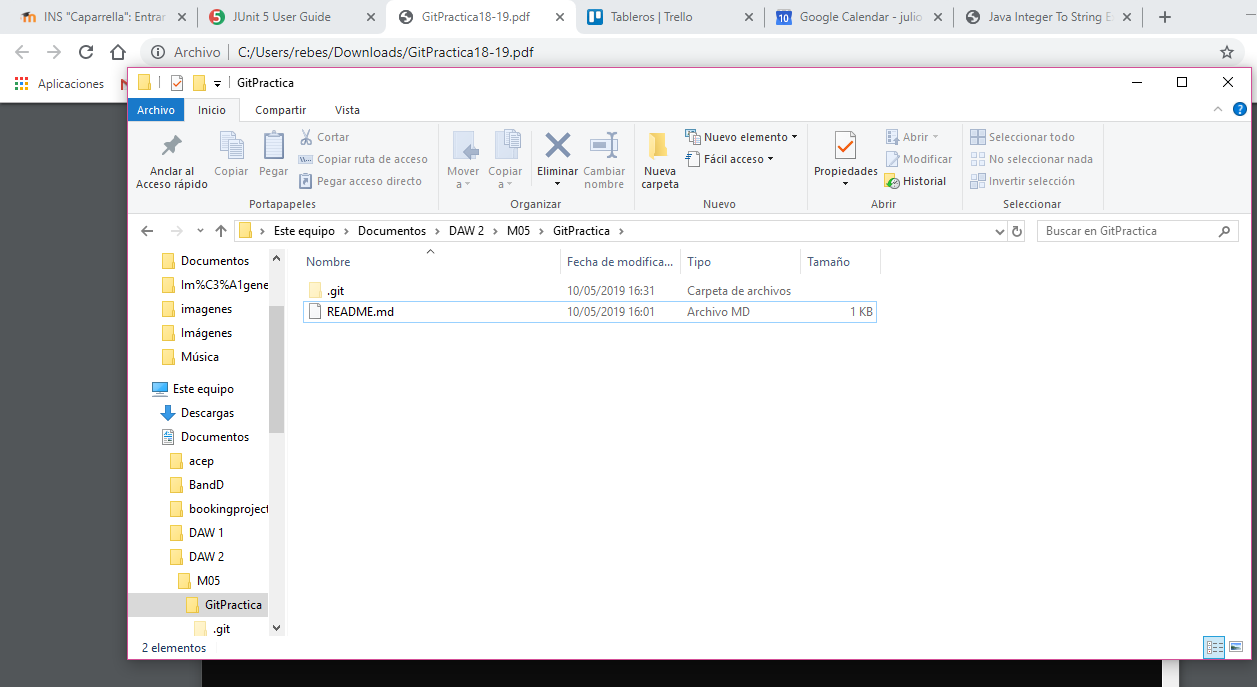 INS "Caparrella": Entrar
JUnit 5 User Guide
GitPractica18-19.pdf
Tableros | Trello
10
Google Calendar - julio
Java Integer To String E
Archivo
C:/Users/rebes/Downloads/GitPractica18-19.pdf
Aplicaciones
GitPractica
Archivo
Inicio
Compartir
Vista
Anclar al
Acceso rápido
Copiar
Pegar
Cortar
Copiar ruta de acceso
Pegar acceso directo
Portapapeles
Mover
a
Copiar
a
Eliminar
Cambiar
nombre
Organizar
Nueva
carpeta
Nuevo elemento
Fácil acceso
Nuevo
Propiedades
Abrir
Modificar
Historial
Abrir
Seleccionar todo
No seleccionar nada
Invertir selección
Seleccionar
Este equipo > Documentos > DAW 2 > M05 > GitPractica >
Buscar en GitPractica
Nombre
Fecha de modifica...
Tipo
Tamaño
.git 10/05/2019 16:31 Carpeta de archivos
README.md 10/05/2019 16:01 Archivo MD 1 KB
Documentos
Im%C3%A1gene
imagenes
Imágenes
Música
Este equipo
Descargas
Documentos
acep
BandD
bookingproject
DAW 1
DAW 2
M05
GitPractica
.git
2 elementos